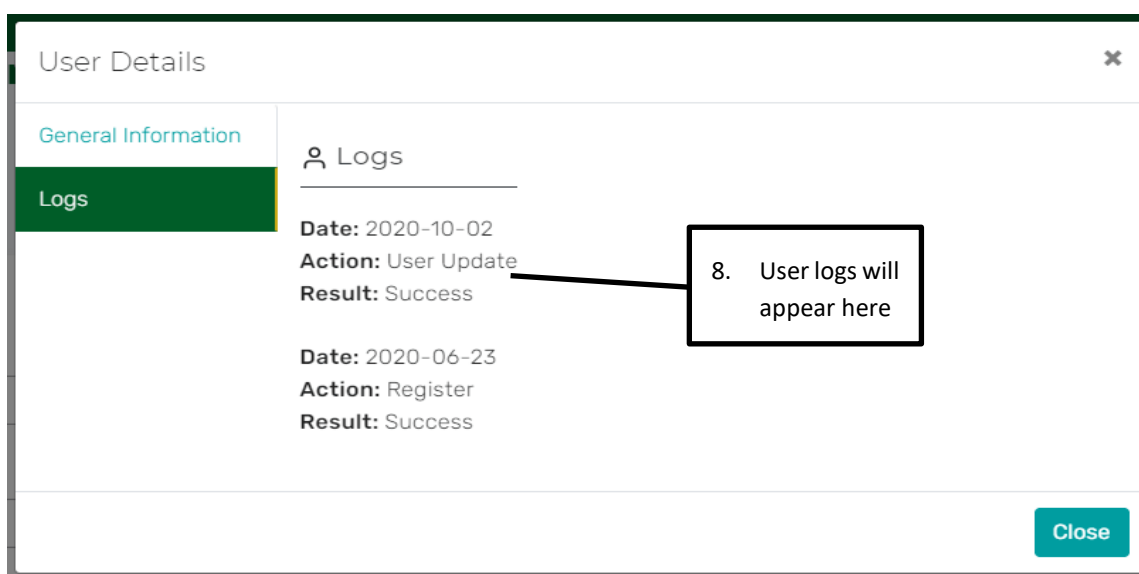 User Details
General Information
Logs
Logs
Date: 2020-10-02
Action: User Update
Result: Success
8. User logs will
appear here
Date: 2020-06-23
Action: Register
Result: Success
Close